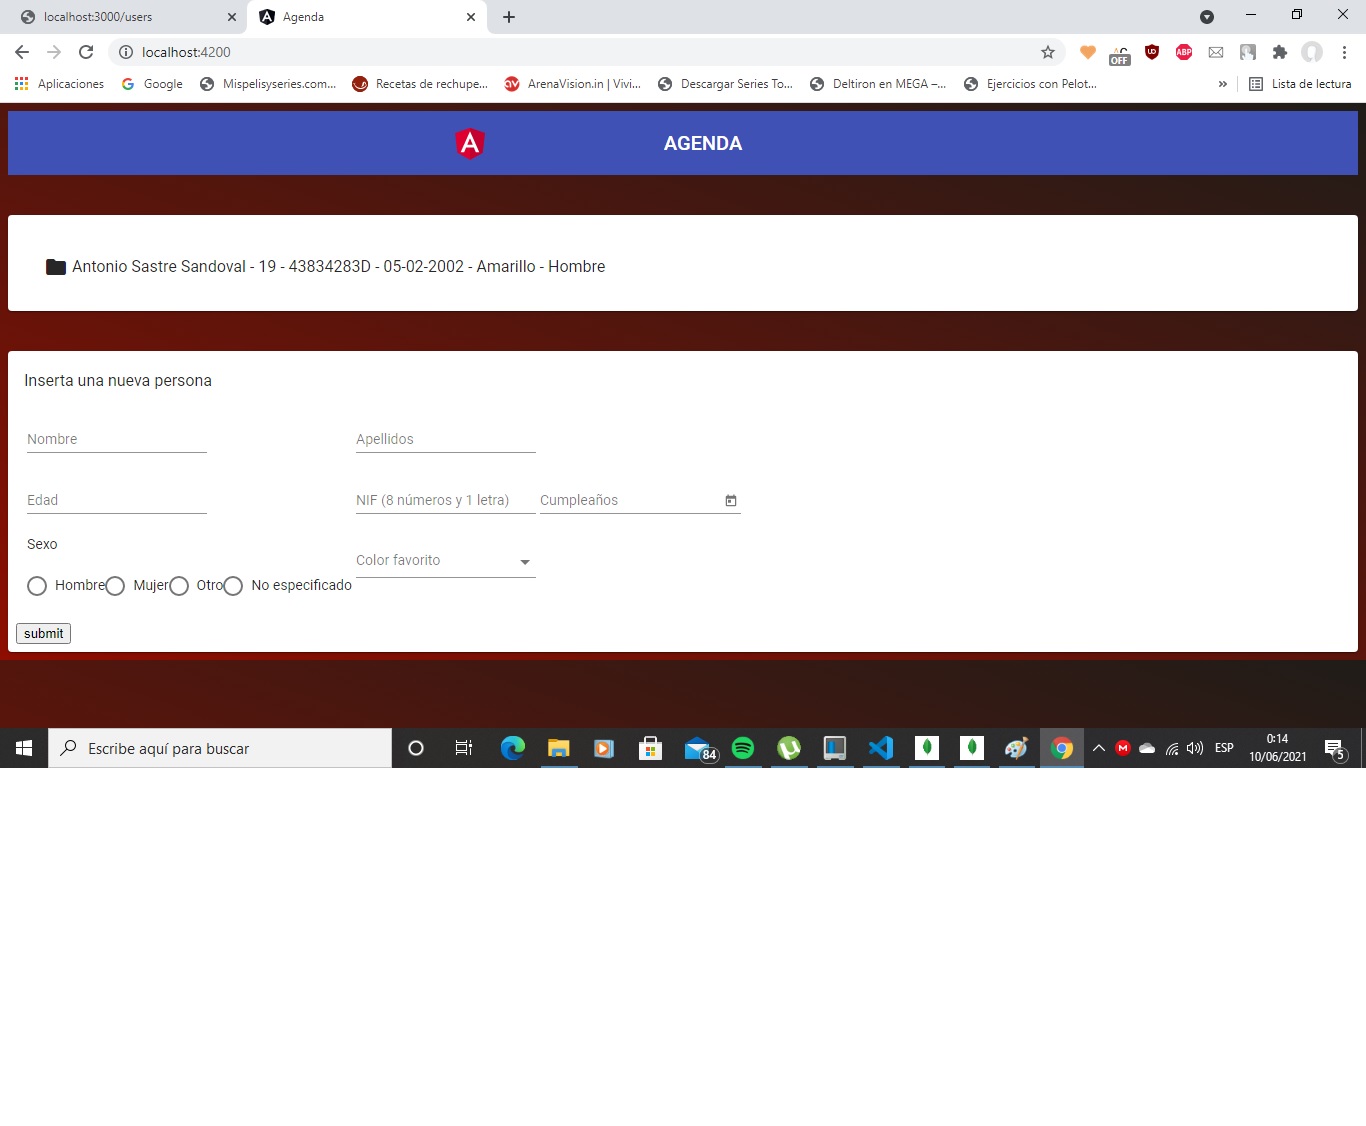 localhost:3000/users
Agenda
localhost:4200
OFF
ABP
Aplicaciones
Google
Mispelisyseries.com...
Recetas de rechupe...
av
ArenaVision.in | Vivi...
Descargar Series To...
Deltiron en MEGA –...
Ejercicios con Pelot...
»
Lista de lectura
A
AGENDA
Antonio Sastre Sandoval - 19 - 43834283D - 05-02-2002 - Amarillo - Hombre
Inserta una nueva persona
Nombre
Apellidos
Edad
NIF (8 números y 1 letra)
Cumpleaños
Sexo
Color favorito
Hombre
Mujer
Otro
No especificado
submit
Escribe aquí para buscar
84
M
ESP
0:14
10/06/2021
5